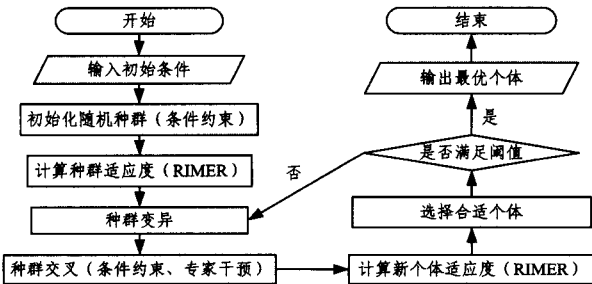 开始
输入初始条件
初始化随机种群（条件约束）
计算种群适应度（RIMER）
种群变异
种群交叉（条件约束、专家干预）
计算新个体适应度（RIMER）
选择合适个体
是否满足阈值
否
是
输出最优个体
结束